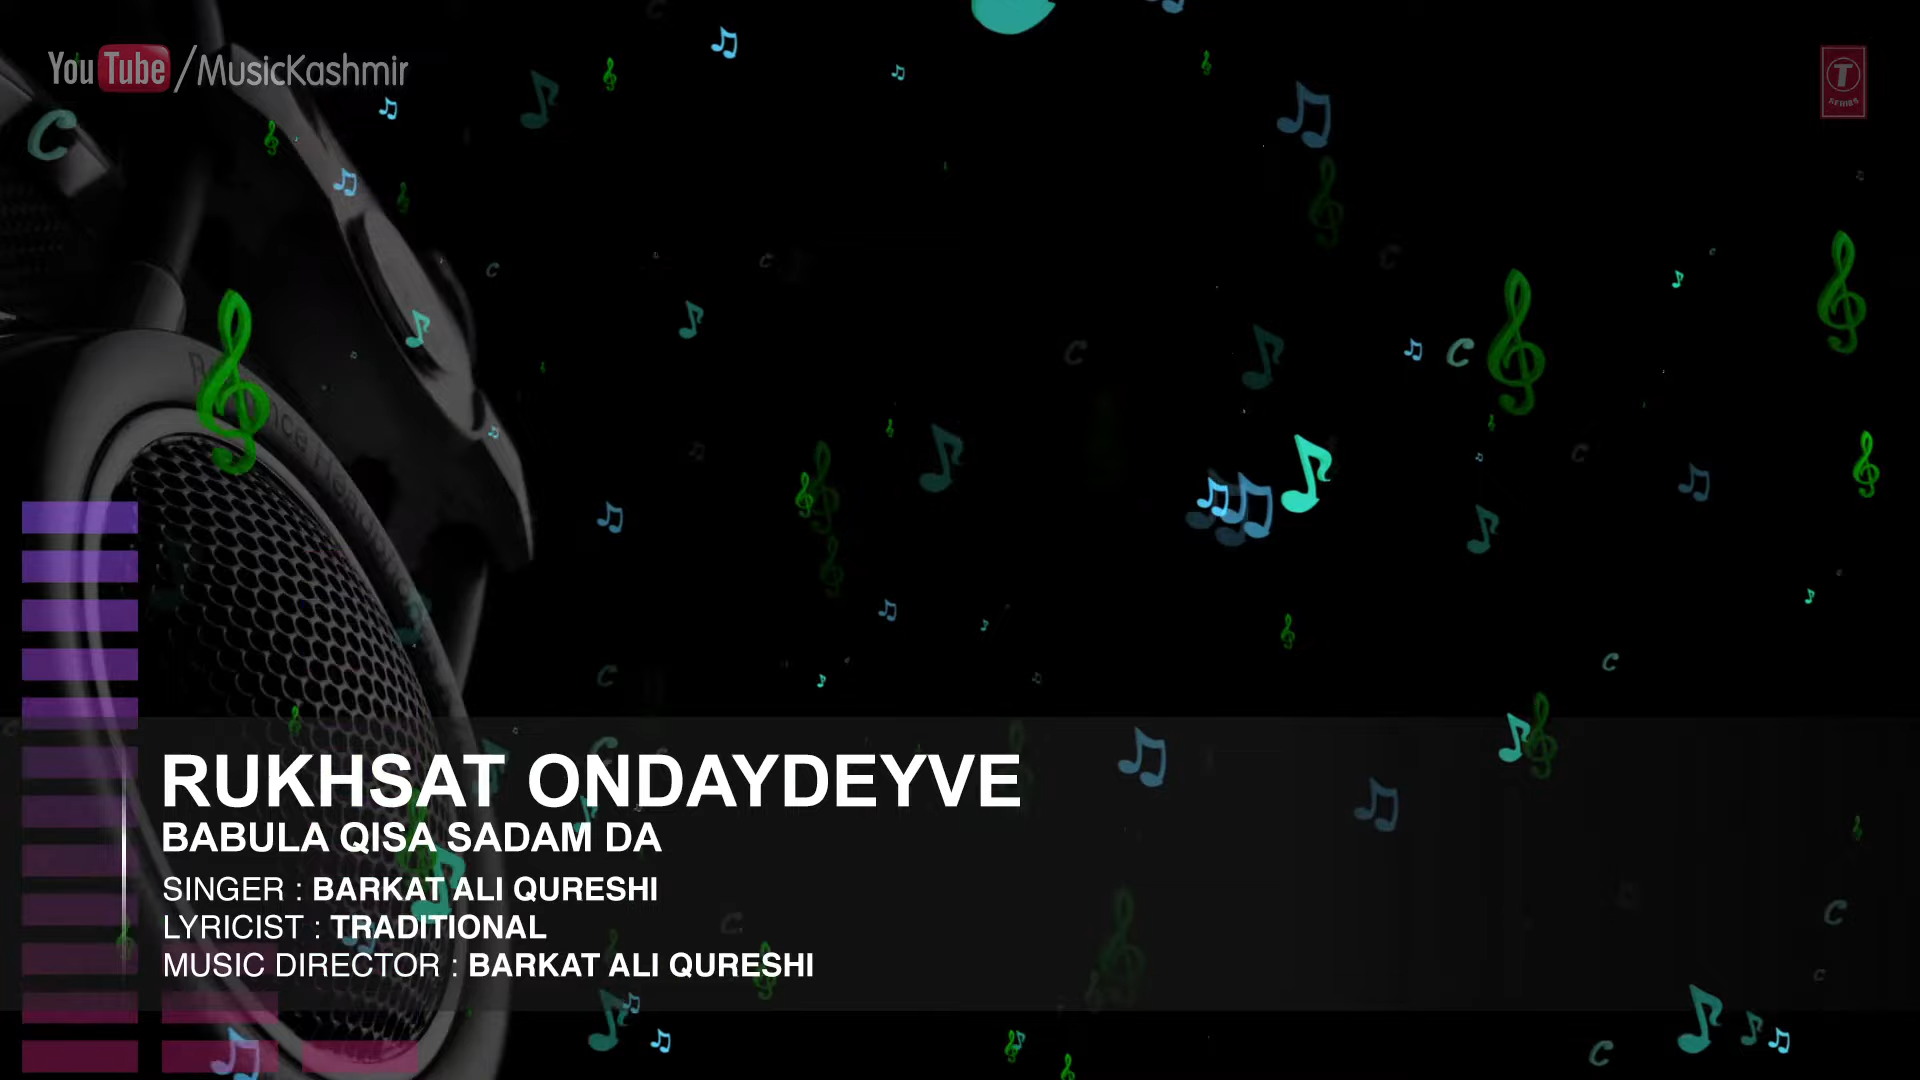 YouTube/MusicKashmir
T
SERIES
RUKHSAT ONDAYDEYVE
BABULA QISA SADAM DA
SINGER : BARKAT ALI QURESHI
LYRICIST : TRADITIONAL
MUSIC DIRECTOR : BARKAT ALI QURESHI